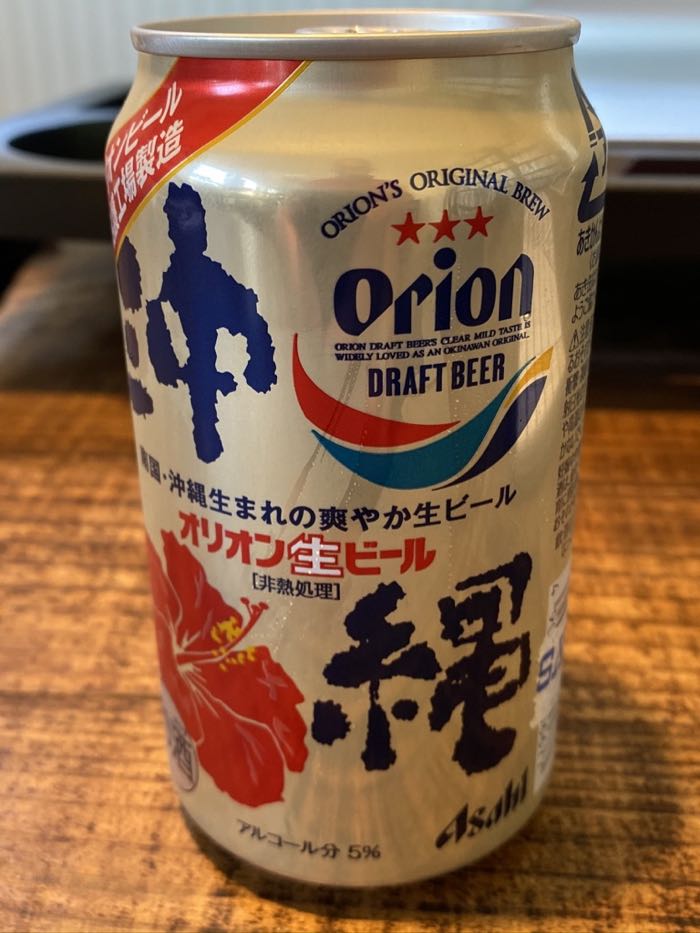 ンビール
工場製造
ORION'S ORIGINAL BREW
Orion
ORION DRAFT BEER'S CLEAR MILD TASTE IS
WIDELY LOVED AS AN OKINAWAN ORIGINAL.
DRAFT BEER
沖
南国・沖縄生まれの爽やか生ビール
オリオン生ビール
[非熱処理]
縄
酒
Asahi
アルコール分 5%